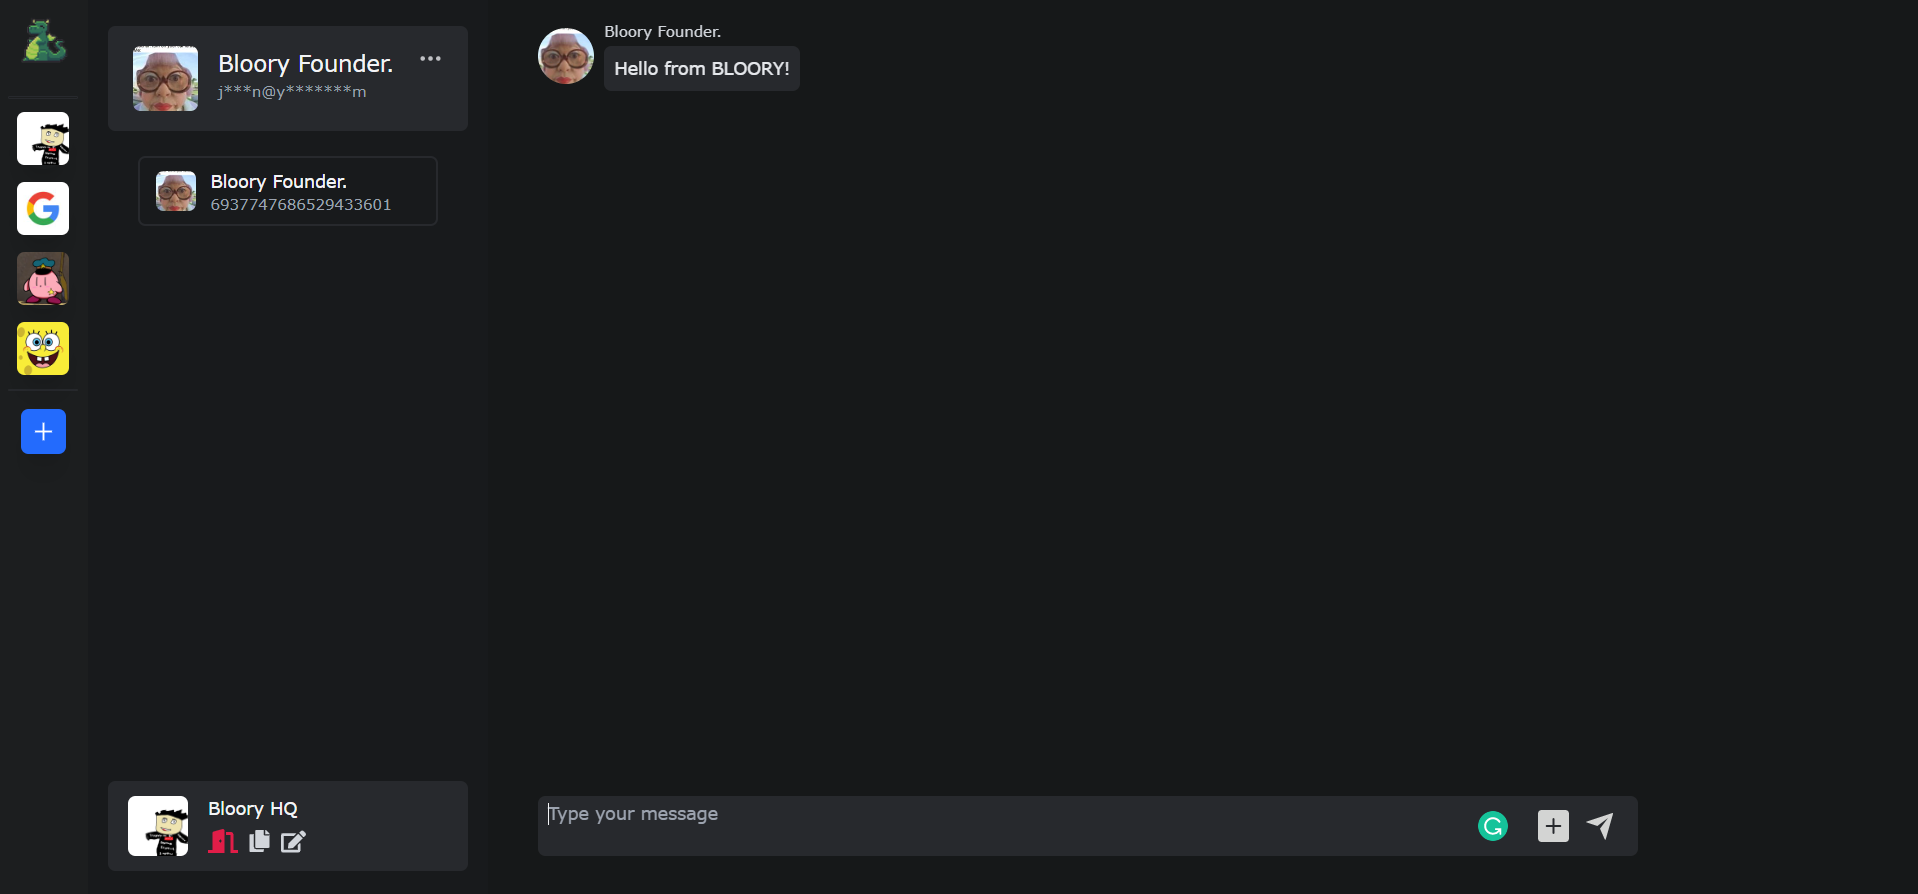 Bloory Founder.
j***n@y*******m
Bloory Founder.
6937747686529433601
Bloory HQ
Bloory Founder.
Hello from BLOORY!
Type your message